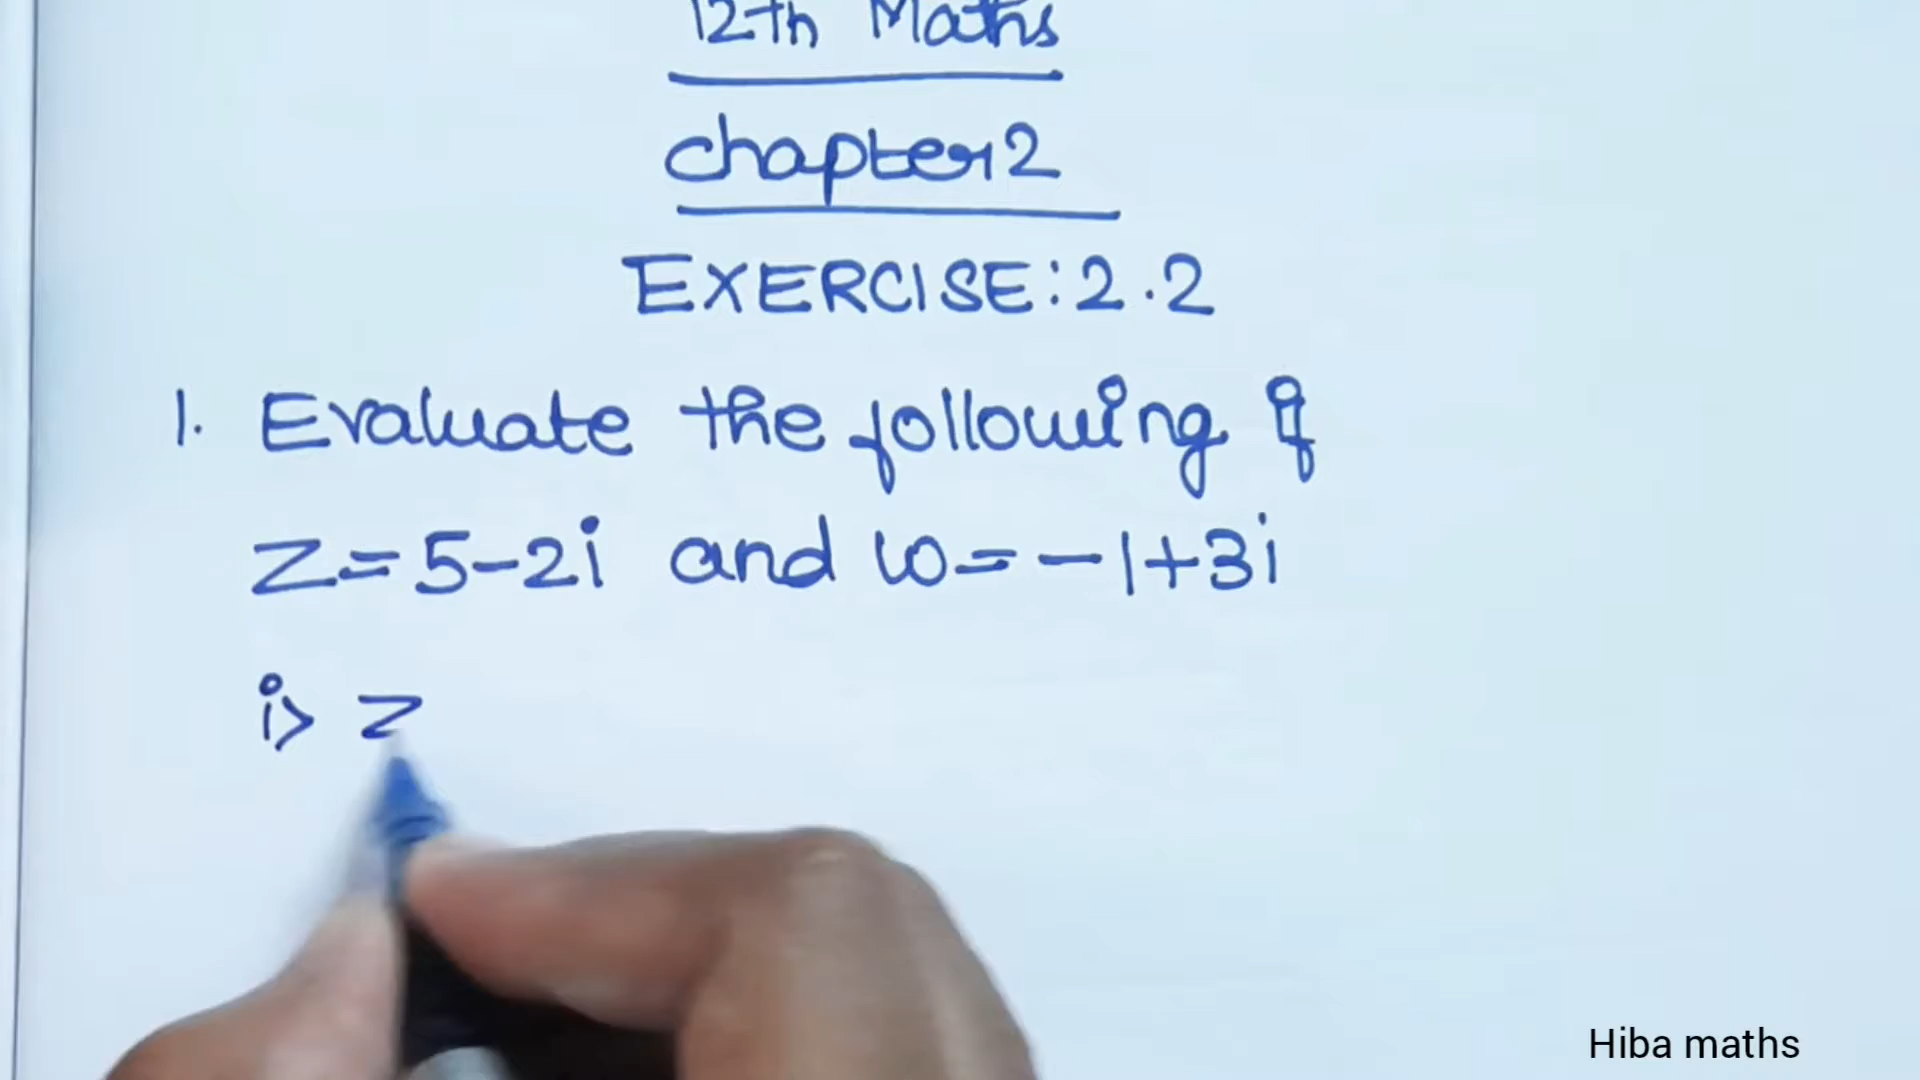 12th Maths
chapter 2
EXERCISE: 2.2
1. Evaluate the following if
z = 5 - 2i and w = -1 + 3i
i> z
Hiba maths